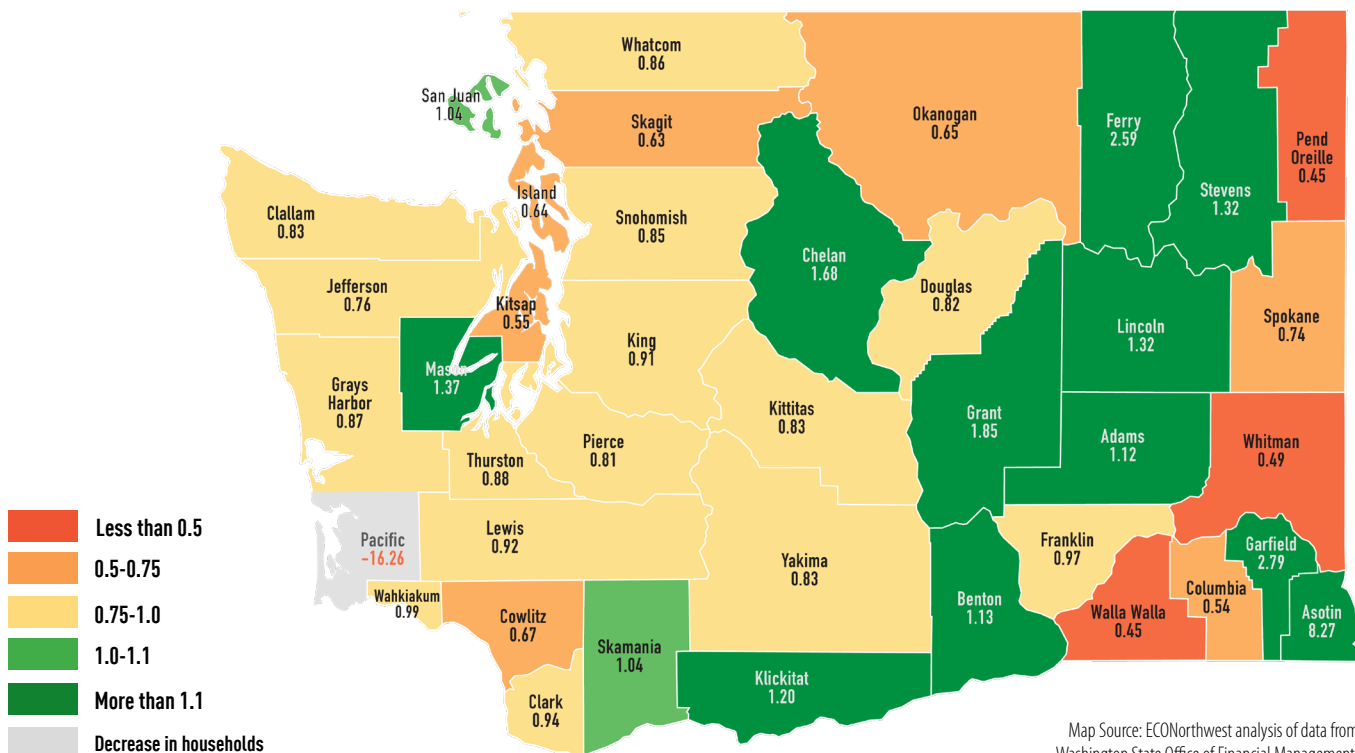 Whatcom
0.86
San Juan
1.04
Skagit
0.63
Okanogan
0.65
Ferry
2.59
Stevens
1.32
Pend
Oreille
0.45
Island
0.64
Clallam
0.83
Snohomish
0.85
Chelan
1.68
Douglas
0.82
Jefferson
0.76
Kitsap
0.55
King
0.91
Lincoln
1.32
Spokane
0.74
Mason
1.37
Grays
Harbor
0.87
Kittitas
0.83
Grant
1.85
Adams
1.12
Whitman
0.49
Pierce
0.81
Thurston
0.88
Pacific
-16.26
Lewis
0.92
Yakima
0.83
Franklin
0.97
Garfield
2.79
Wahkiakum
0.99
Cowlitz
0.67
Skamania
1.04
Benton
1.13
Walla Walla
0.45
Columbia
0.54
Asotin
8.27
Klickitat
1.20
Clark
0.94
Less than 0.5
0.5-0.75
0.75-1.0
1.0-1.1
More than 1.1
Decrease in households
Map Source: ECONorthwest analysis of data from
Washington State Office of Financial Management